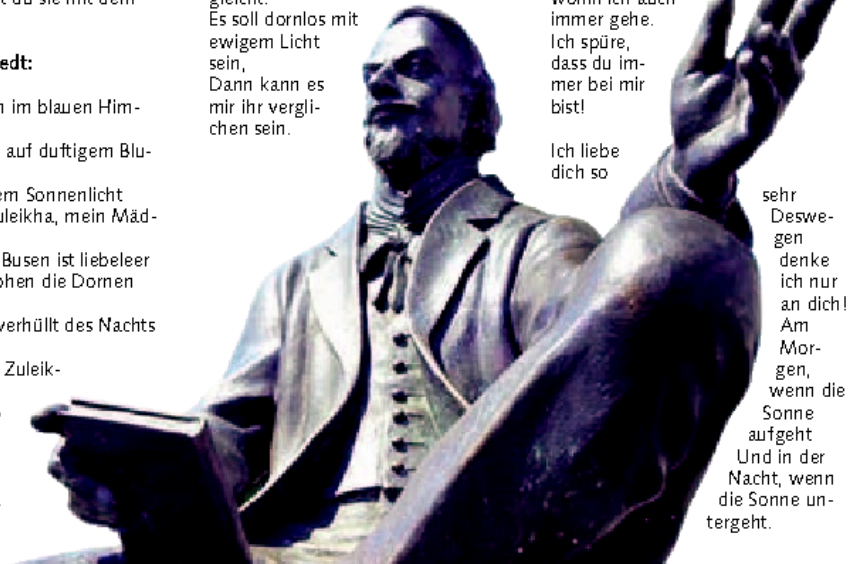 t du sie mit dem
edt:
n im blauen Him-
auf duftigem Blu-
em Sonnenlicht
uleikha, mein Mäd-
Busen ist liebeleer
ohen die Dornen
verhüllt des Nachts
Zuleik-
gleicht.
Es soll dornlos mit
ewigem Licht
sein,
Dann kann es
mir ihr vergli-
chen sein.
wohin ich auch
immer gehe.
Ich spüre,
dass du im-
mer bei mir
bist!
Ich liebe
dich so
sehr
Deswe-
gen
denke
ich nur
an dich!
Am
Mor-
gen,
wenn die
Sonne
aufgeht
Und in der
Nacht, wenn
die Sonne un-
tergeht.